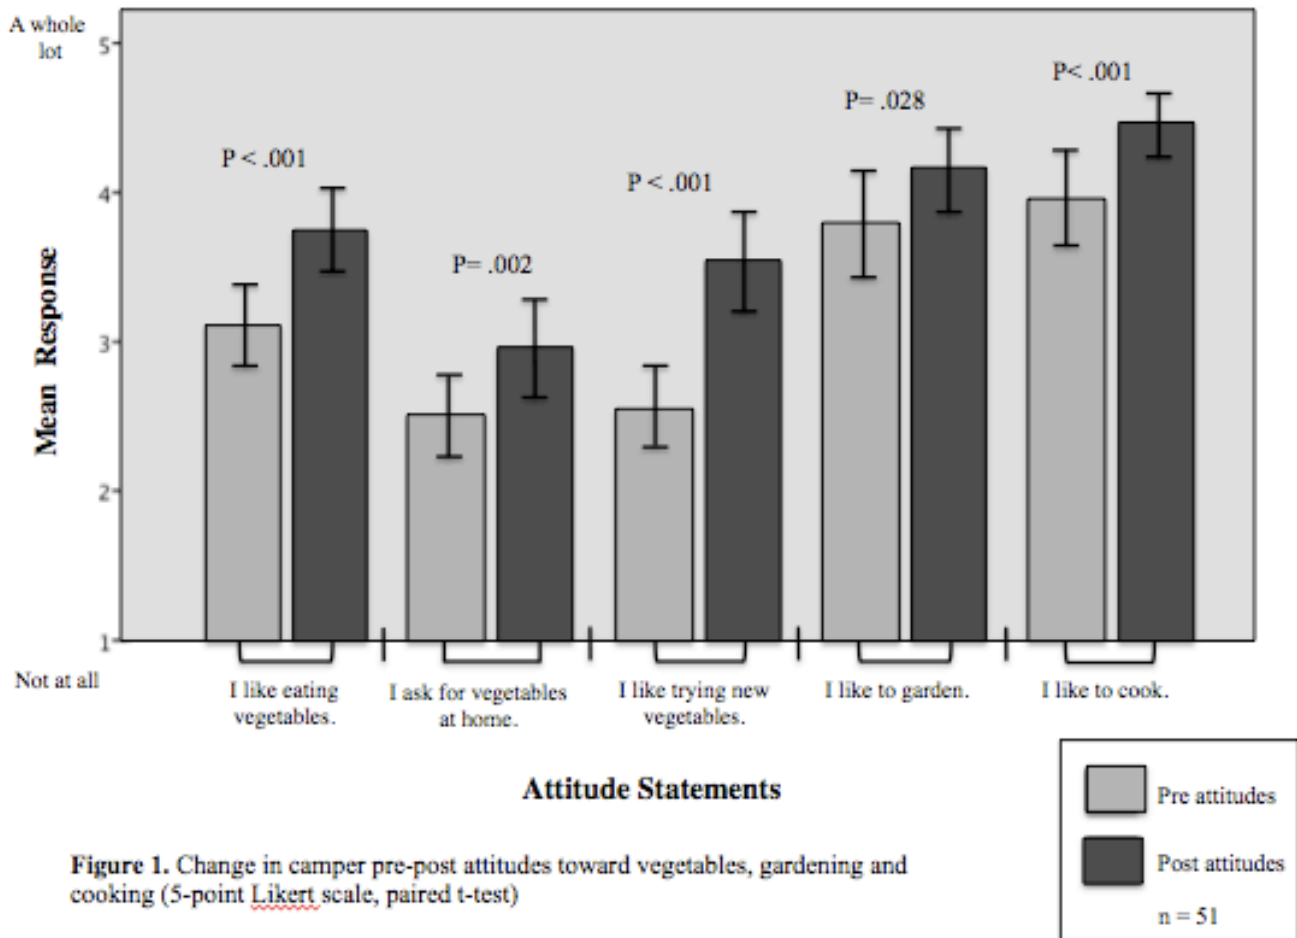 A whole
lot
5
4
3
2
1
Not at all
Mean Response
P < .001
P= .002
P < .001
P= .028
P< .001
I like eating
vegetables.
I ask for vegetables
at home.
I like trying new
vegetables.
I like to garden.
I like to cook.
Attitude Statements
Pre attitudes
Post attitudes
n = 51
Figure 1. Change in camper pre-post attitudes toward vegetables, gardening and
cooking (5-point Likert scale, paired t-test)